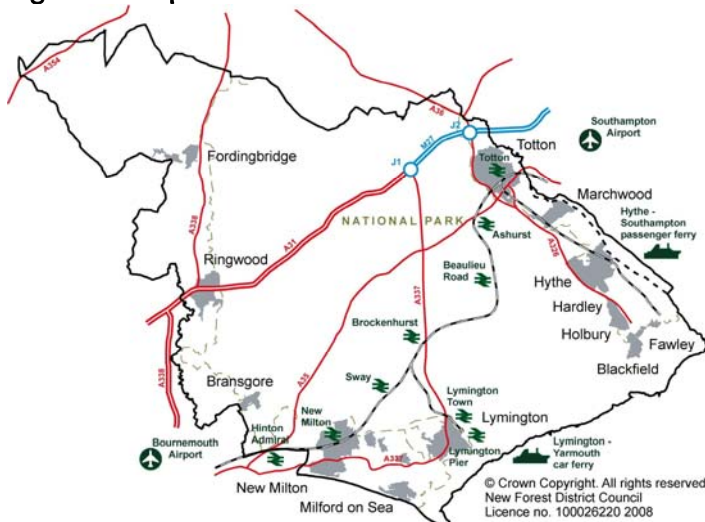 A354
A36
J2
M27
J1
Southampton
Airport
Totton
Totton
Fordingbridge
A338
Marchwood
NATIONAL PARK
Hythe -
Southampton
passenger ferry
Ashurst
A31
A326
Ringwood
Beaulieu
Road
Hythe
A337
Hardley
Brockenhurst
Holbury
Fawley
Blackfield
A338
Bransgore
Sway
A35
Lymington
Town
Lymington
New
Milton
Hinton
Admiral
Bournemouth
Airport
Lymington
Pier
Lymington -
Yarmouth
car ferry
A337
New Milton
Milford on Sea
© Crown Copyright. All rights reserved
New Forest District Council
Licence no. 100026220 2008